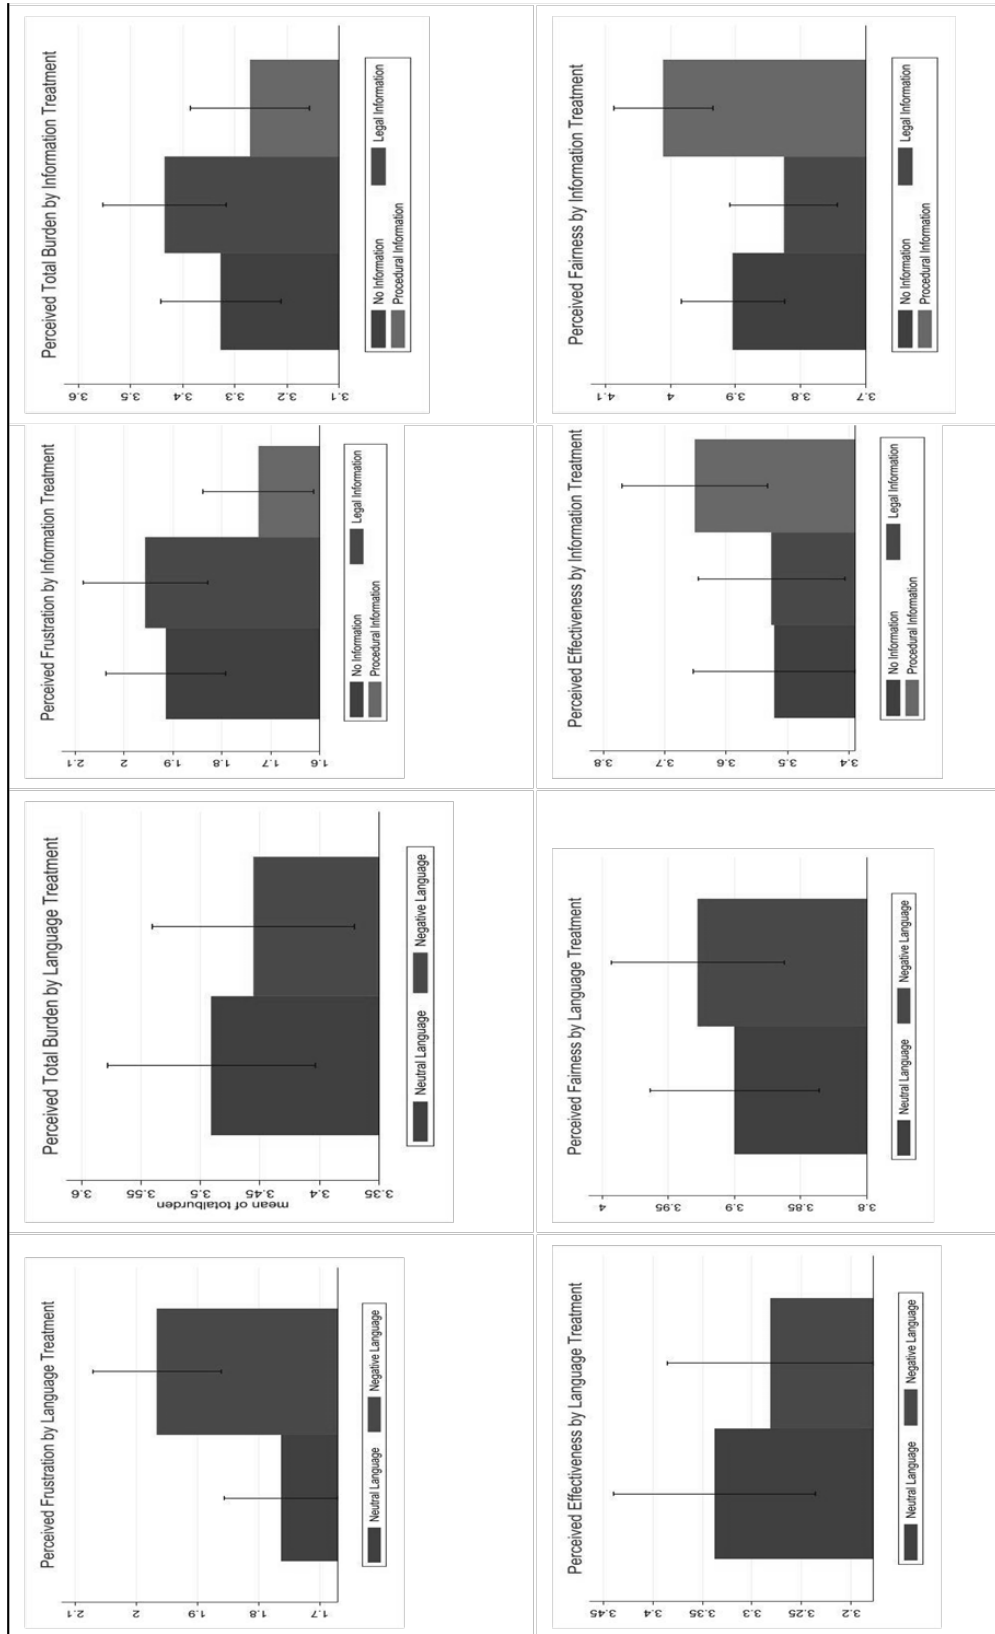 Perceived Frustration by Language Treatment
2.1
2
1.9
1.8
1.7
Neutral Language Negative Language
Perceived Total Burden by Language Treatment
mean of totalburden
3.6
3.55
3.5
3.45
3.4
3.35
Neutral Language Negative Language
Perceived Frustration by Information Treatment
2.1
2
1.9
1.8
1.7
1.6
No Information Legal Information
Procedural Information
Perceived Total Burden by Information Treatment
3.6
3.5
3.4
3.3
3.2
3.1
No Information Legal Information
Procedural Information
Perceived Effectiveness by Language Treatment
3.45
3.4
3.35
3.3
3.25
3.2
Neutral Language Negative Language
Perceived Fairness by Language Treatment
4
3.95
3.9
3.85
3.8
Neutral Language Negative Language
Perceived Effectiveness by Information Treatment
3.8
3.7
3.6
3.5
3.4
No Information Legal Information
Procedural Information
Perceived Fairness by Information Treatment
4.1
4
3.9
3.8
3.7
No Information Legal Information
Procedural Information